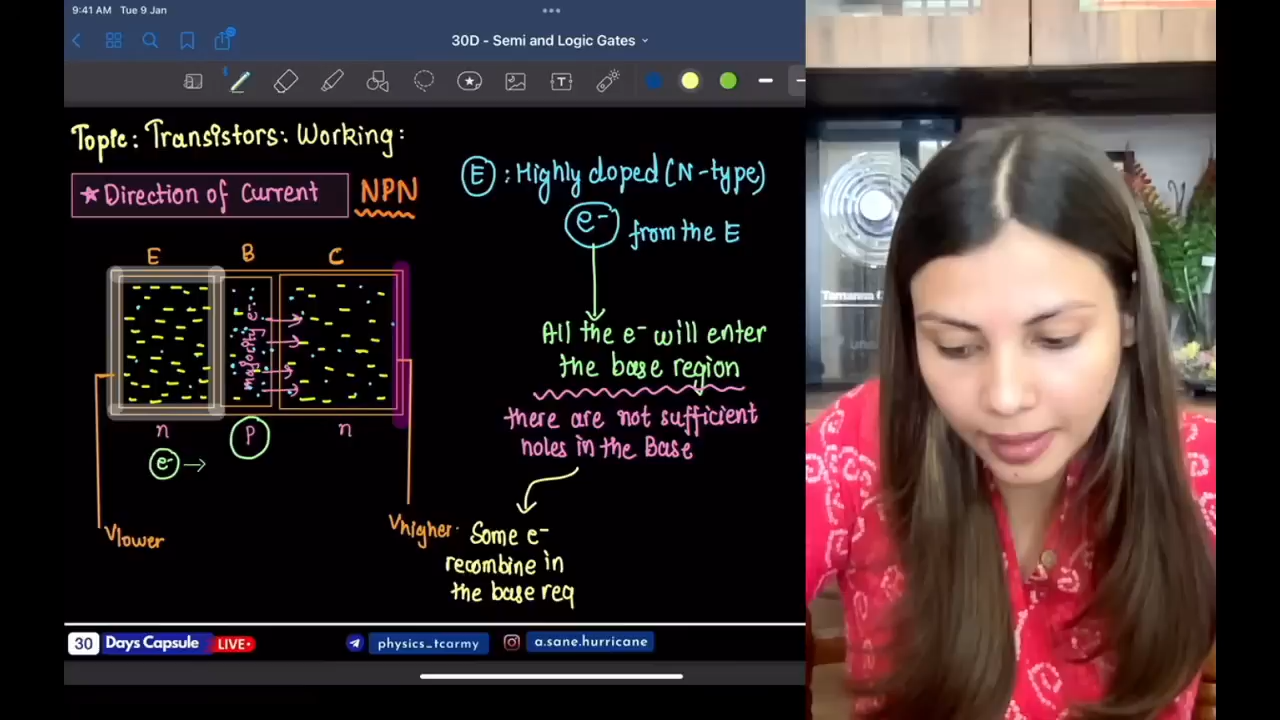 9:41 AM Tue 9 Jan
30D - Semi and Logic Gates
T
Topic: Transistors: Working:
★ Direction of Current NPN
E : Highly doped (N-type)
e- from the E
E B C
majority e-
All the e- will enter
the base region
n P n
there are not sufficient
holes in the Base
e- →
Vlower
Vhigher
Some e-
recombine in
the base reg
30 Days Capsule LIVE
physics_tcarmy
a.sane.hurricane